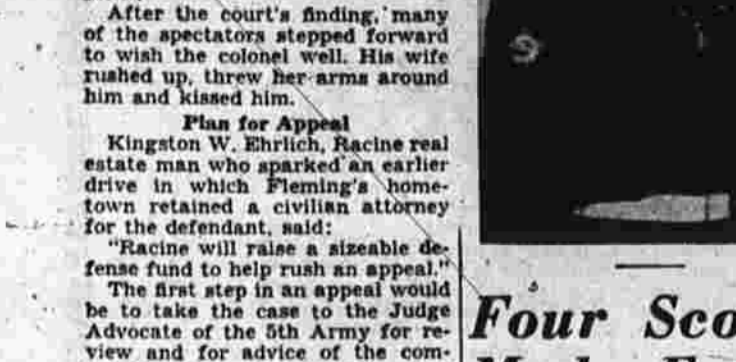 After the court's finding, many
of the spectators stepped forward
to wish the colonel well. His wife
rushed up, threw her arms around
him and kissed him.
Plan for Appeal
Kingston W. Ehrlich, Racine real
estate man who sparked an earlier
drive in which Fleming's home-
town retained a civilian attorney
for the defendant, said:
"Racine will raise a sizeable de-
fense fund to help rush an appeal."
The first step in an appeal would
be to take the case to the Judge
Advocate of the 5th Army for re-
view and for advice of the com-
Four Sco